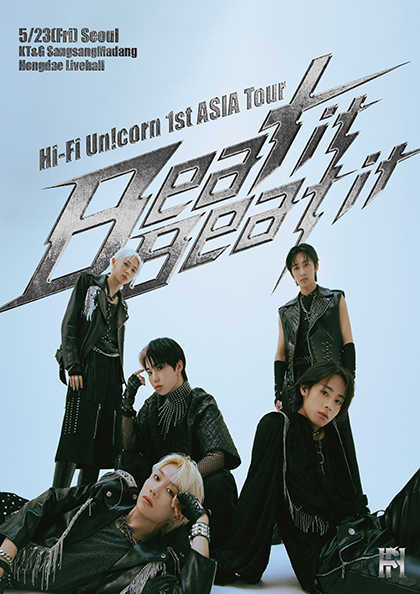 5/23(Fri) Seoul
KT&G SangsangMadang
Hongdae Livehall
Hi-Fi Un!corn 1st ASIA Tour
Beat it
Beat it